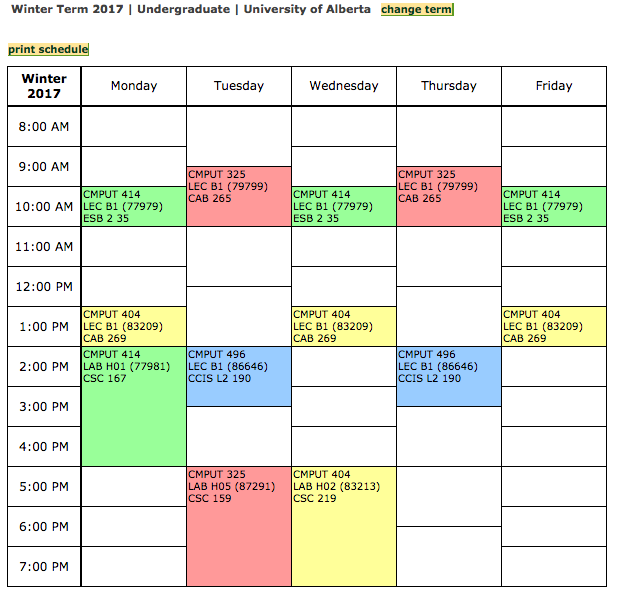 Winter Term 2017 | Undergraduate | University of Alberta change term
print schedule
Winter
2017
Monday
Tuesday
Wednesday
Thursday
Friday
8:00 AM
9:00 AM
CMPUT 325
LEC B1 (79799)
CAB 265
CMPUT 325
LEC B1 (79799)
CAB 265
10:00 AM
CMPUT 414
LEC B1 (77979)
ESB 2 35
CMPUT 414
LEC B1 (77979)
ESB 2 35
CMPUT 414
LEC B1 (77979)
ESB 2 35
11:00 AM
12:00 PM
1:00 PM
CMPUT 404
LEC B1 (83209)
CAB 269
CMPUT 404
LEC B1 (83209)
CAB 269
CMPUT 404
LEC B1 (83209)
CAB 269
2:00 PM
CMPUT 414
LAB H01 (77981)
CSC 167
CMPUT 496
LEC B1 (86646)
CCIS L2 190
CMPUT 496
LEC B1 (86646)
CCIS L2 190
3:00 PM
4:00 PM
5:00 PM
CMPUT 325
LAB H05 (87291)
CSC 159
CMPUT 404
LAB H02 (83213)
CSC 219
6:00 PM
7:00 PM